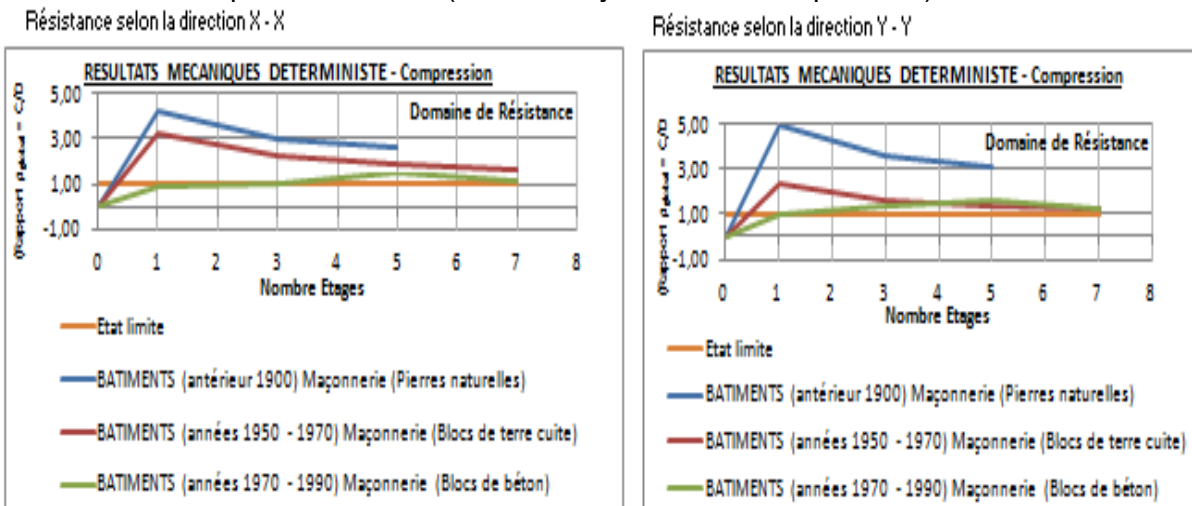 Résistance selon la direction X - X
RESULTATS MECANIQUES DETERMINISTE - Compression
Domaine de Résistance
5,00
3,00
1,00
-1,00
0 1 2 3 4 5 6 7 8
Nombre Etages
Etat limite
BATIMENTS (antérieur 1900) Maçonnerie (Pierres naturelles)
BATIMENTS (années 1950 - 1970) Maçonnerie (Blocs de terre cuite)
BATIMENTS (années 1970 - 1990) Maçonnerie (Blocs de béton)
Résistance selon la direction Y - Y
RESULTATS MECANIQUES DETERMINISTE - Compression
Domaine de Résistance
5,00
3,00
1,00
-1,00
0 1 2 3 4 5 6 7 8
Nombre Etages
Etat limite
BATIMENTS (antérieur 1900) Maçonnerie (Pierres naturelles)
BATIMENTS (années 1950 - 1970) Maçonnerie (Blocs de terre cuite)
BATIMENTS (années 1970 - 1990) Maçonnerie (Blocs de béton)